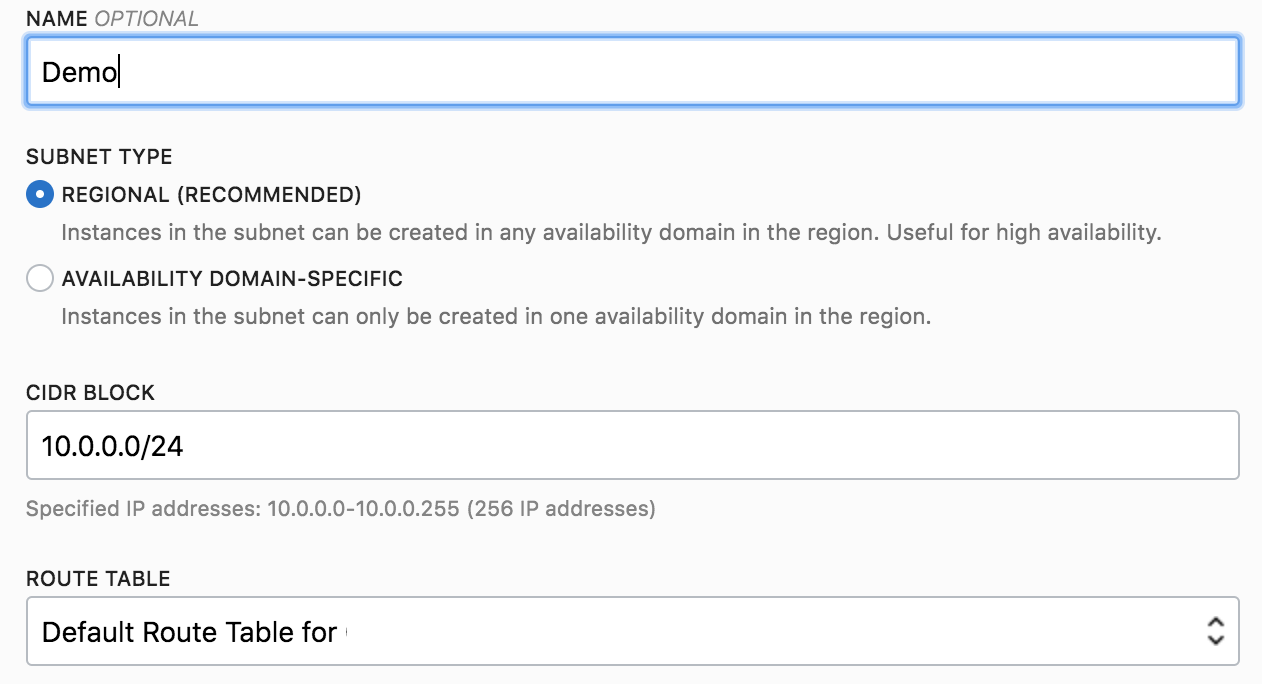 NAME OPTIONAL
Demo
SUBNET TYPE
REGIONAL (RECOMMENDED)
Instances in the subnet can be created in any availability domain in the region. Useful for high availability.
AVAILABILITY DOMAIN-SPECIFIC
Instances in the subnet can only be created in one availability domain in the region.
CIDR BLOCK
10.0.0.0/24
Specified IP addresses: 10.0.0.0-10.0.0.255 (256 IP addresses)
ROUTE TABLE
Default Route Table for